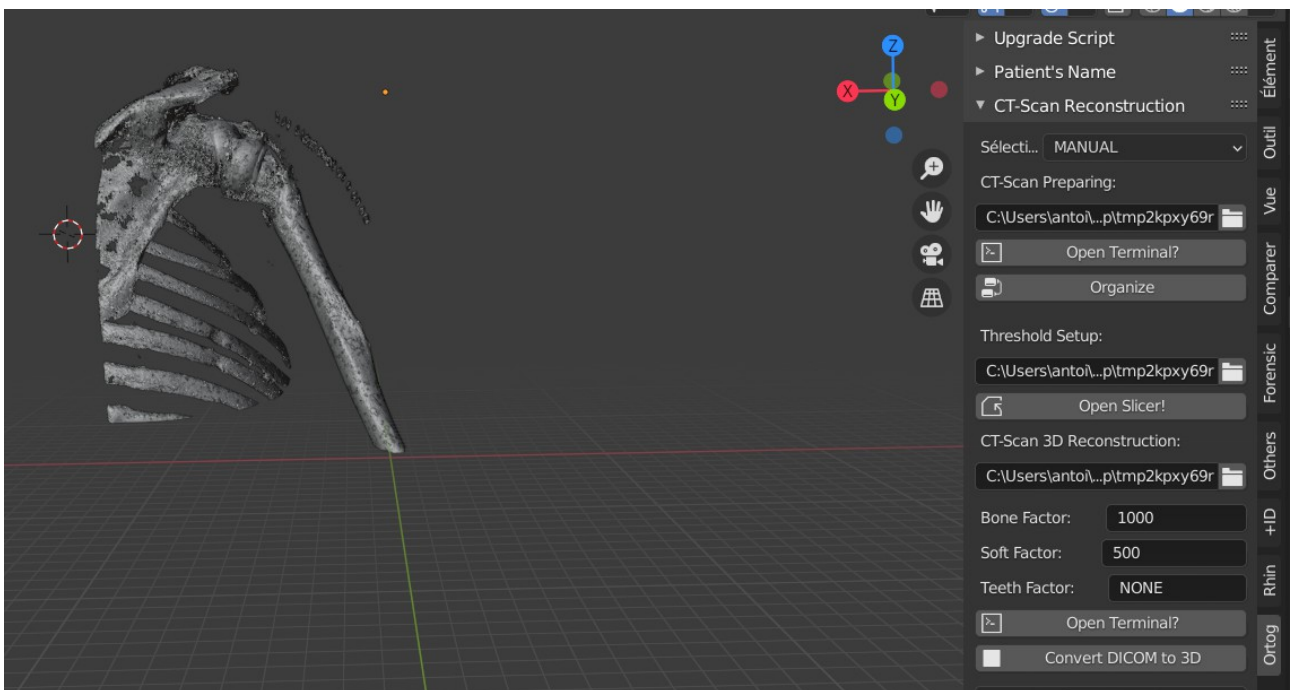 Z
X
Y
Upgrade Script
Patient's Name
CT-Scan Reconstruction
Sélecti... MANUAL
CT-Scan Preparing:
C:\Users\antoi\...p\tmp2kpxy69r
Open Terminal?
Organize
Threshold Setup:
C:\Users\antoi\...p\tmp2kpxy69r
Open Slicer!
CT-Scan 3D Reconstruction:
C:\Users\antoi\...p\tmp2kpxy69r
Bone Factor: 1000
Soft Factor: 500
Teeth Factor: NONE
Open Terminal?
Convert DICOM to 3D
Élément
Outil
Vue
Comparer
Forensic
Others
+ID
Rhin
Ortog